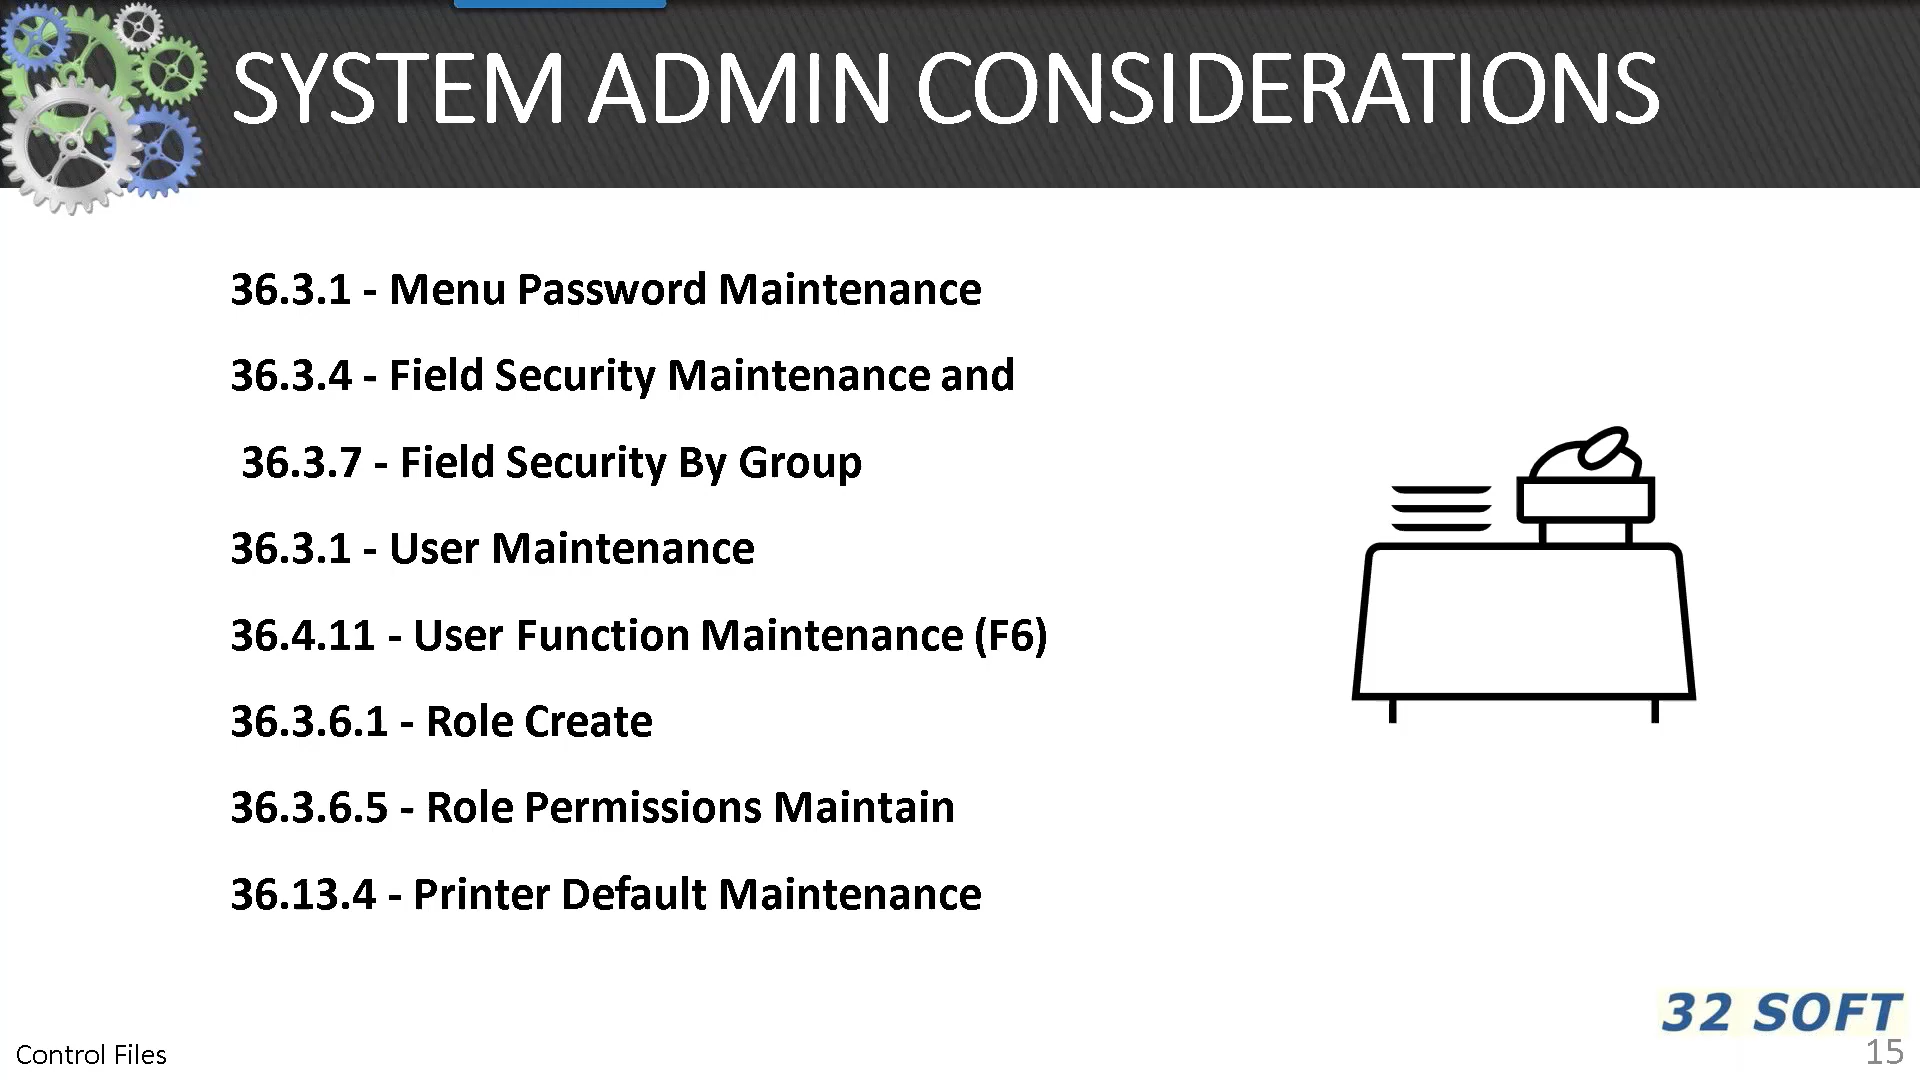 SYSTEM ADMIN CONSIDERATIONS
36.3.1 - Menu Password Maintenance
36.3.4 - Field Security Maintenance and
36.3.7 - Field Security By Group
36.3.1 - User Maintenance
36.4.11 - User Function Maintenance (F6)
36.3.6.1 - Role Create
36.3.6.5 - Role Permissions Maintain
36.13.4 - Printer Default Maintenance
32 SOFT
Control Files
15